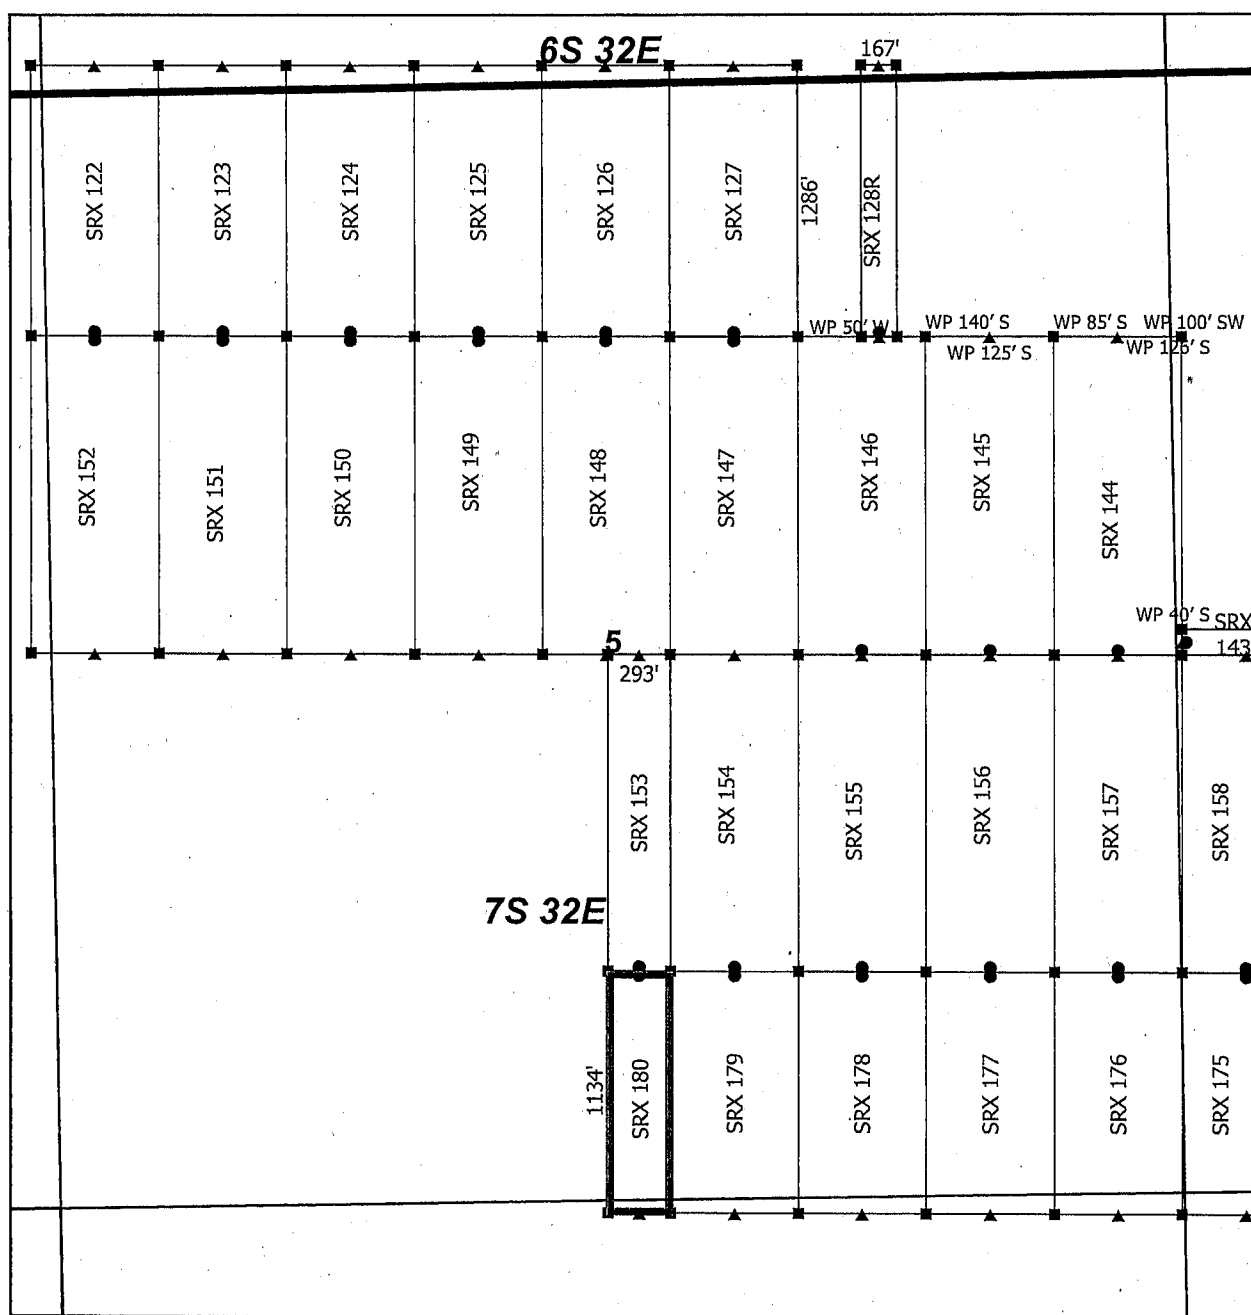 6S 32E
167'
SRX 122
SRX 123
SRX 124
SRX 125
SRX 126
SRX 127
1286'
SRX 128R
WP 50' W
WP 140' S
WP 85' S
WP 100' SW
WP 125' S
WP 126' S
SRX 152
SRX 151
SRX 150
SRX 149
SRX 148
SRX 147
SRX 146
SRX 145
SRX 144
WP 40' S
SRX
143
5
293'
SRX 153
SRX 154
SRX 155
SRX 156
SRX 157
SRX 158
7S 32E
1134'
SRX 180
SRX 179
SRX 178
SRX 177
SRX 176
SRX 175